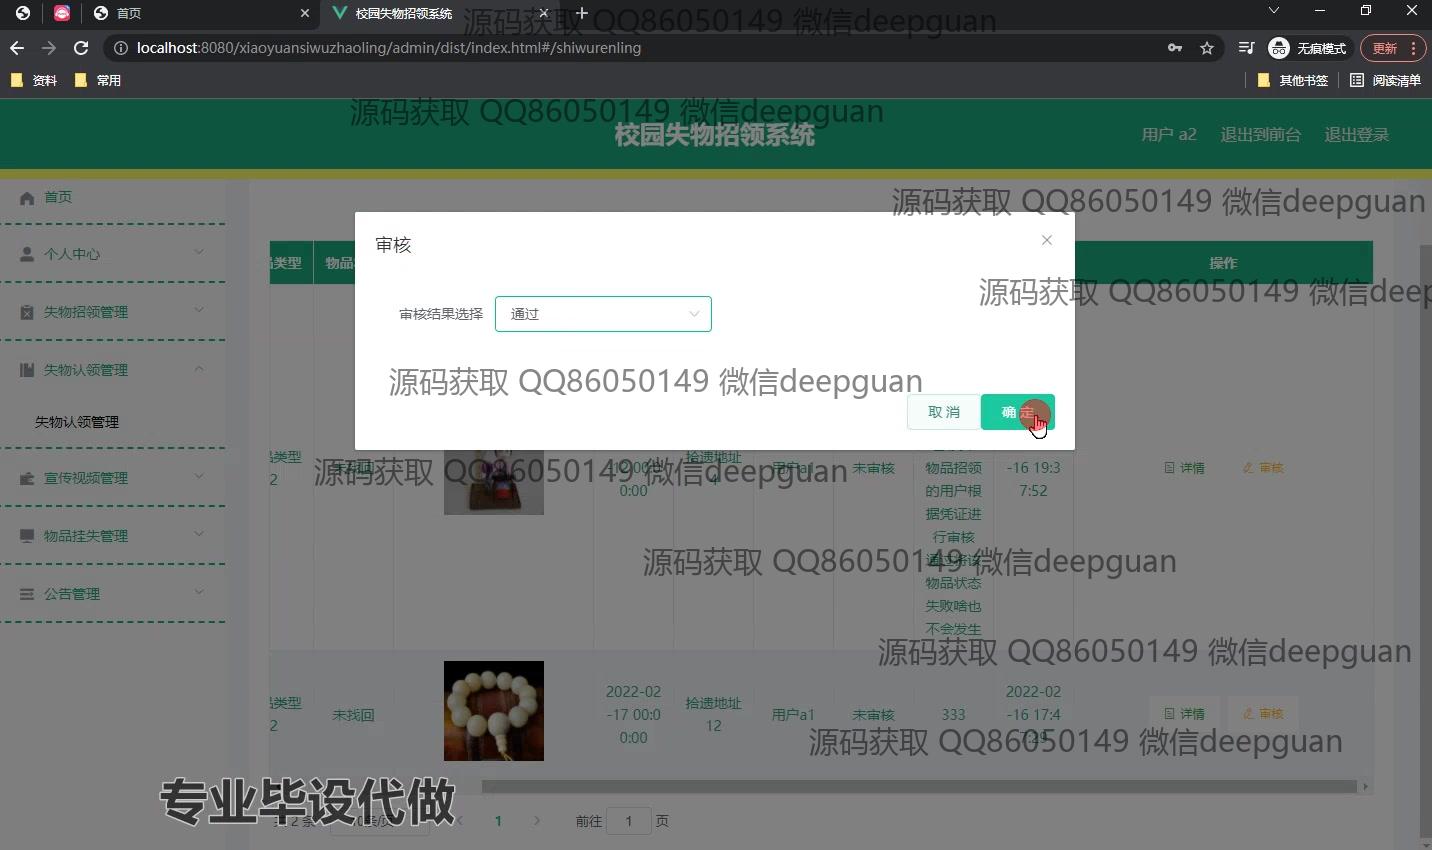 首页
校园失物招领系统
源码获取 QQ86050149 微信deepguan
localhost:8080/xiaoyuansiwuzhaoling/admin/dist/index.html#/shiwurenling
无痕模式
更新
资料
常用
其他书签
阅读清单
源码获取 QQ86050149 微信deepguan
校园失物招领系统
用户 a2
退出到前台
退出登录
首页
个人中心
失物招领管理
失物认领管理
失物认领管理
宣传视频管理
物品挂失管理
公告管理
源码获取 QQ86050149 微信deepguan
类型
物品
操作
审核
源码获取 QQ86050149 微信deep
审核结果选择
通过
源码获取 QQ86050149 微信deepguan
取 消
确 定
类型
2
未找回
-12 00:0
0:00
拾遗地址
4
用户a1
未审核
物品招领
的用户根
据凭证进
行审核
通过将该
物品状态
失败啥也
不会发生
-16 19:3
7:52
详情
审核
源码获取 QQ86050149 微信deepguan
源码获取 QQ86050149 微信deepguan
源码获取 QQ86050149 微信deepguan
类型
2
未找回
2022-02
-17 00:0
0:00
拾遗地址
12
用户a1
未审核
333
2022-02
-16 17:4
7:29
详情
审核
源码获取 QQ86050149 微信deepguan
专业毕设代做
共 2 条
10条/页
1
前往
1
页